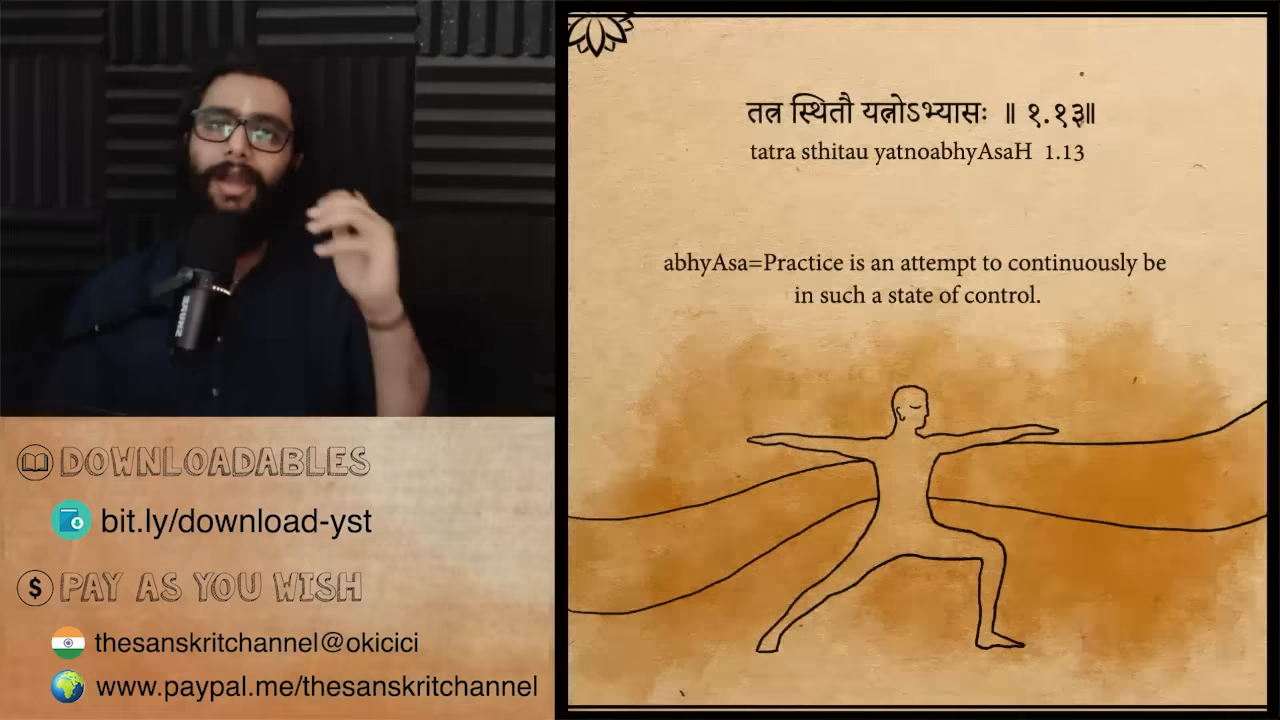 तत्र स्थितौ यत्नोऽभ्यासः ॥ १.१३॥
tatra sthitau yatnoabhyAsaH 1.13
abhyAsa=Practice is an attempt to continuously be
in such a state of control.
SHURE
DOWNLOADABLES
bit.ly/download-yst
$ PAY AS YOU WISH
thesanskritchannel@okicici
www.paypal.me/thesanskritchannel